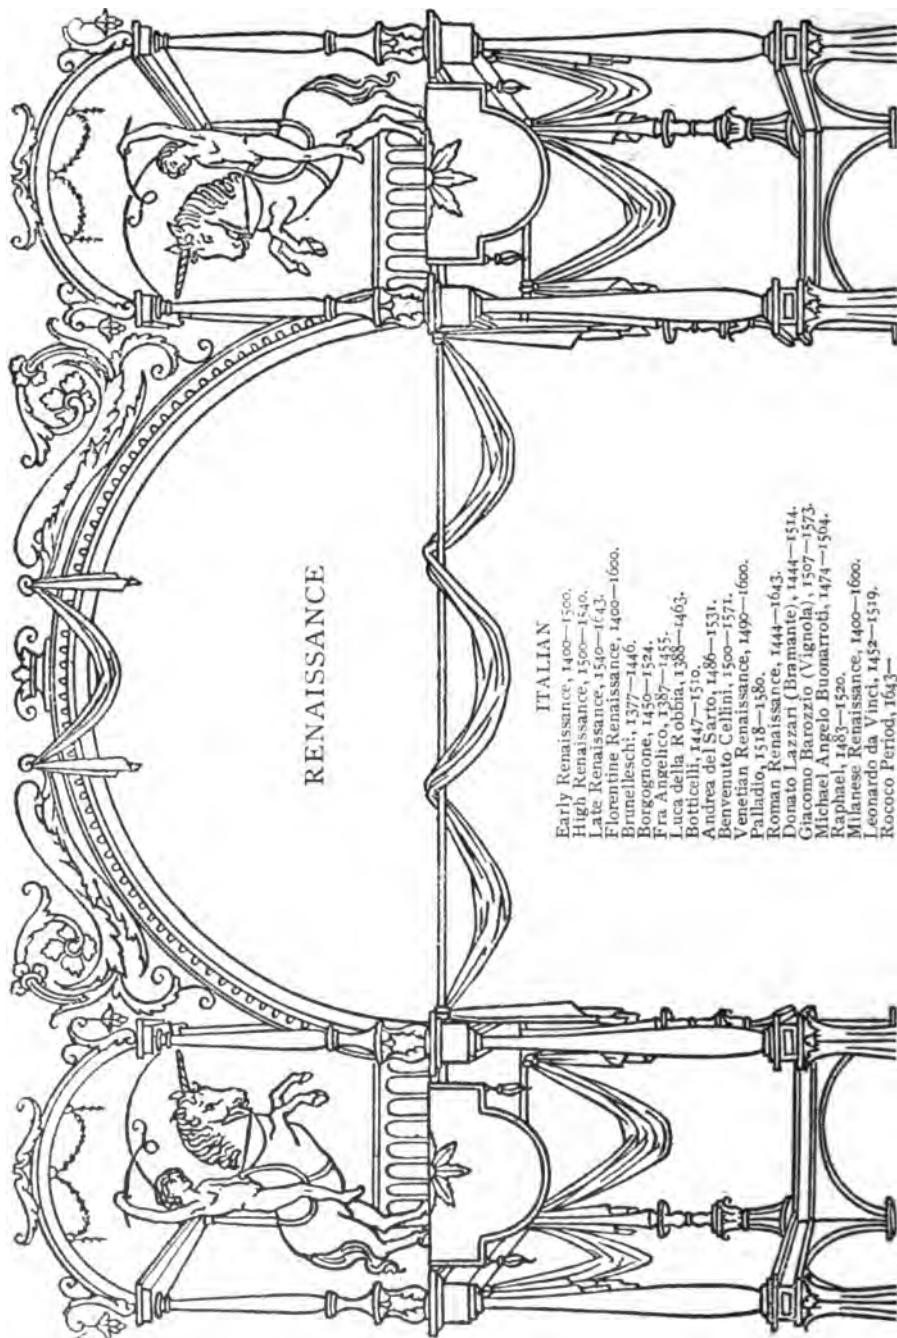 RENAISSANCE
ITALIAN
Early Renaissance, 1400—1500.
High Renaissance, 1500—1540.
Late Renaissance, 1540—1643.
Florentine Renaissance, 1400—1600.
Brunelleschi, 1377—1446.
Borgognone, 1450—1524.
Fra Angelico, 1387—1455.
Luca della Robbia, 1388—1463.
Botticelli, 1447—1510.
Andrea del Sarto, 1486—1531.
Benvenuto Cellini, 1500—1571.
Venetian Renaissance, 1490—1600.
Palladio, 1518—1580.
Roman Renaissance, 1444—1643.
Donato Lazzari (Bramante), 1444—1514.
Giacomo Barozzio (Vignola), 1507—1573.
Michael Angelo Buonarroti, 1474—1564.
Raphael, 1483—1520.
Milanese Renaissance, 1400—1600.
Leonardo da Vinci, 1452—1519.
Rococo Period, 1643—